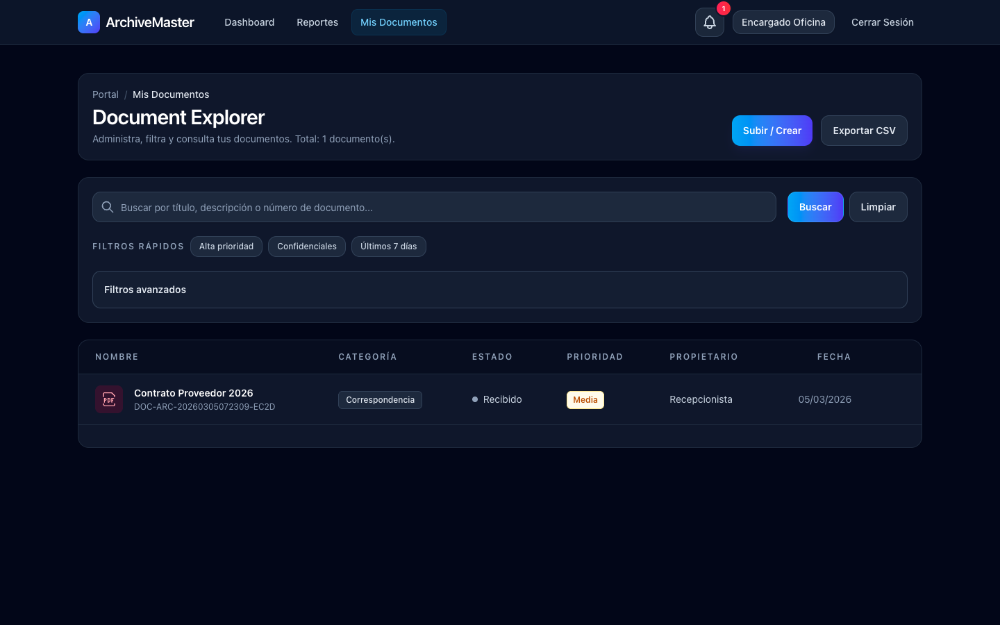 A ArchiveMaster Dashboard Reportes Mis Documentos 1 Encargado Oficina Cerrar Sesión
Portal / Mis Documentos
Document Explorer
Administra, filtra y consulta tus documentos. Total: 1 documento(s).
Subir / Crear Exportar CSV
Buscar por título, descripción o número de documento...
Buscar Limpiar
FILTROS RÁPIDOS Alta prioridad Confidenciales Últimos 7 días
Filtros avanzados
NOMBRE CATEGORÍA ESTADO PRIORIDAD PROPIETARIO FECHA
PDF Contrato Proveedor 2026
DOC-ARC-20260305072309-EC2D
Correspondencia Recibido Media Recepcionista 05/03/2026